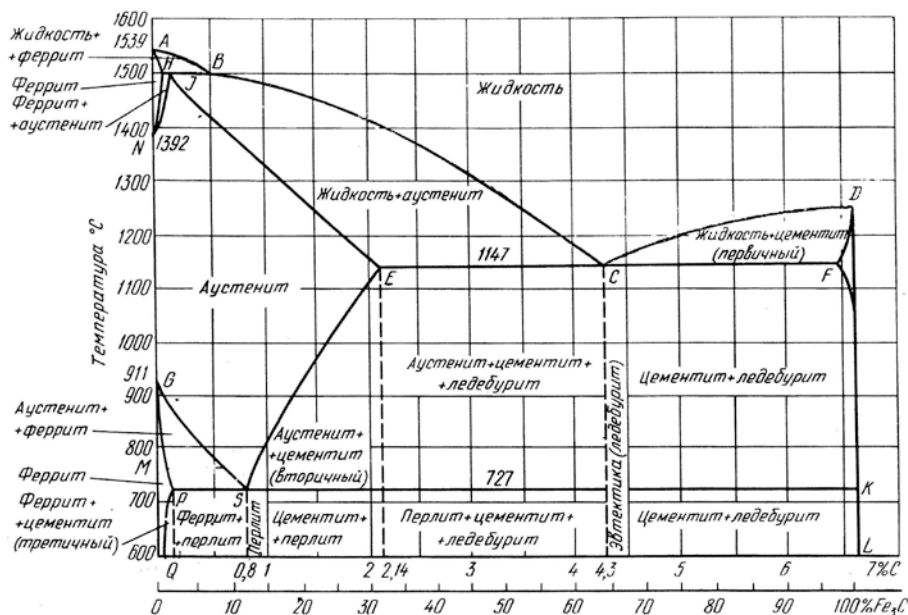 1600
1539
Жидкость+
+феррит
A
H
B
1500
J
Феррит
Феррит+
+аустенит
Жидкость
1400
N
1392
1300
Жидкость+аустенит
D
1200
Жидкость+цементит
(первичный)
1147
E
C
F
1100
Аустенит
Температура °С
1000
Аустенит+цементит+
+ледебурит
Цементит+ледебурит
911
G
900
Аустенит+
+феррит
800
Аустенит+
+цементит
(вторичный)
Эвтектика (ледебурит)
M
Феррит
727
700
P
S
K
Феррит+
+цементит
(третичный)
Феррит+
+перлит
Перлит
Цементит+
+перлит
Перлит+цементит+
+ледебурит
Цементит+ледебурит
600
L
Q
0,8
1
2
2,14
3
4
4,3
5
6
7%C
0
10
20
30
40
50
60
70
80
90
100%Fe₃C